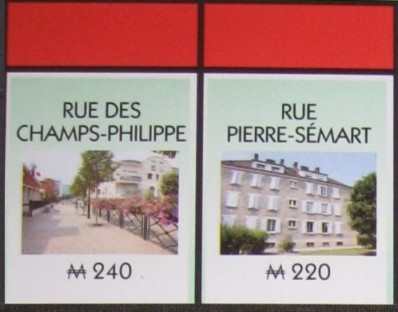 RUE DES
CHAMPS-PHILIPPE
₩ 240
RUE
PIERRE-SÉMART
₩ 220